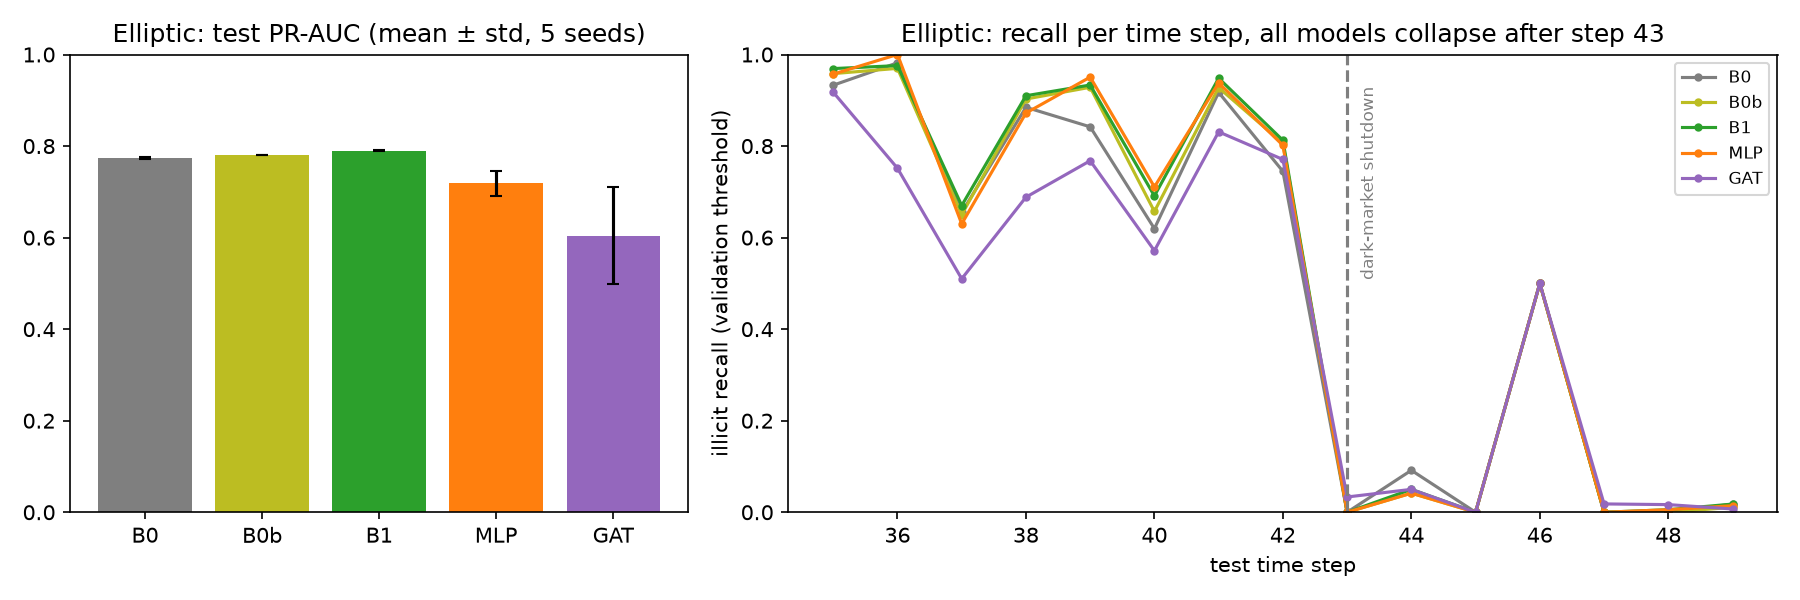 Elliptic: test PR-AUC (mean ± std, 5 seeds)
1.0
0.8
0.6
0.4
0.2
0.0
B0 B0b B1 MLP GAT
Elliptic: recall per time step, all models collapse after step 43
illicit recall (validation threshold)
1.0
0.8
0.6
0.4
0.2
0.0
dark-market shutdown
B0
B0b
B1
MLP
GAT
36 38 40 42 44 46 48
test time step